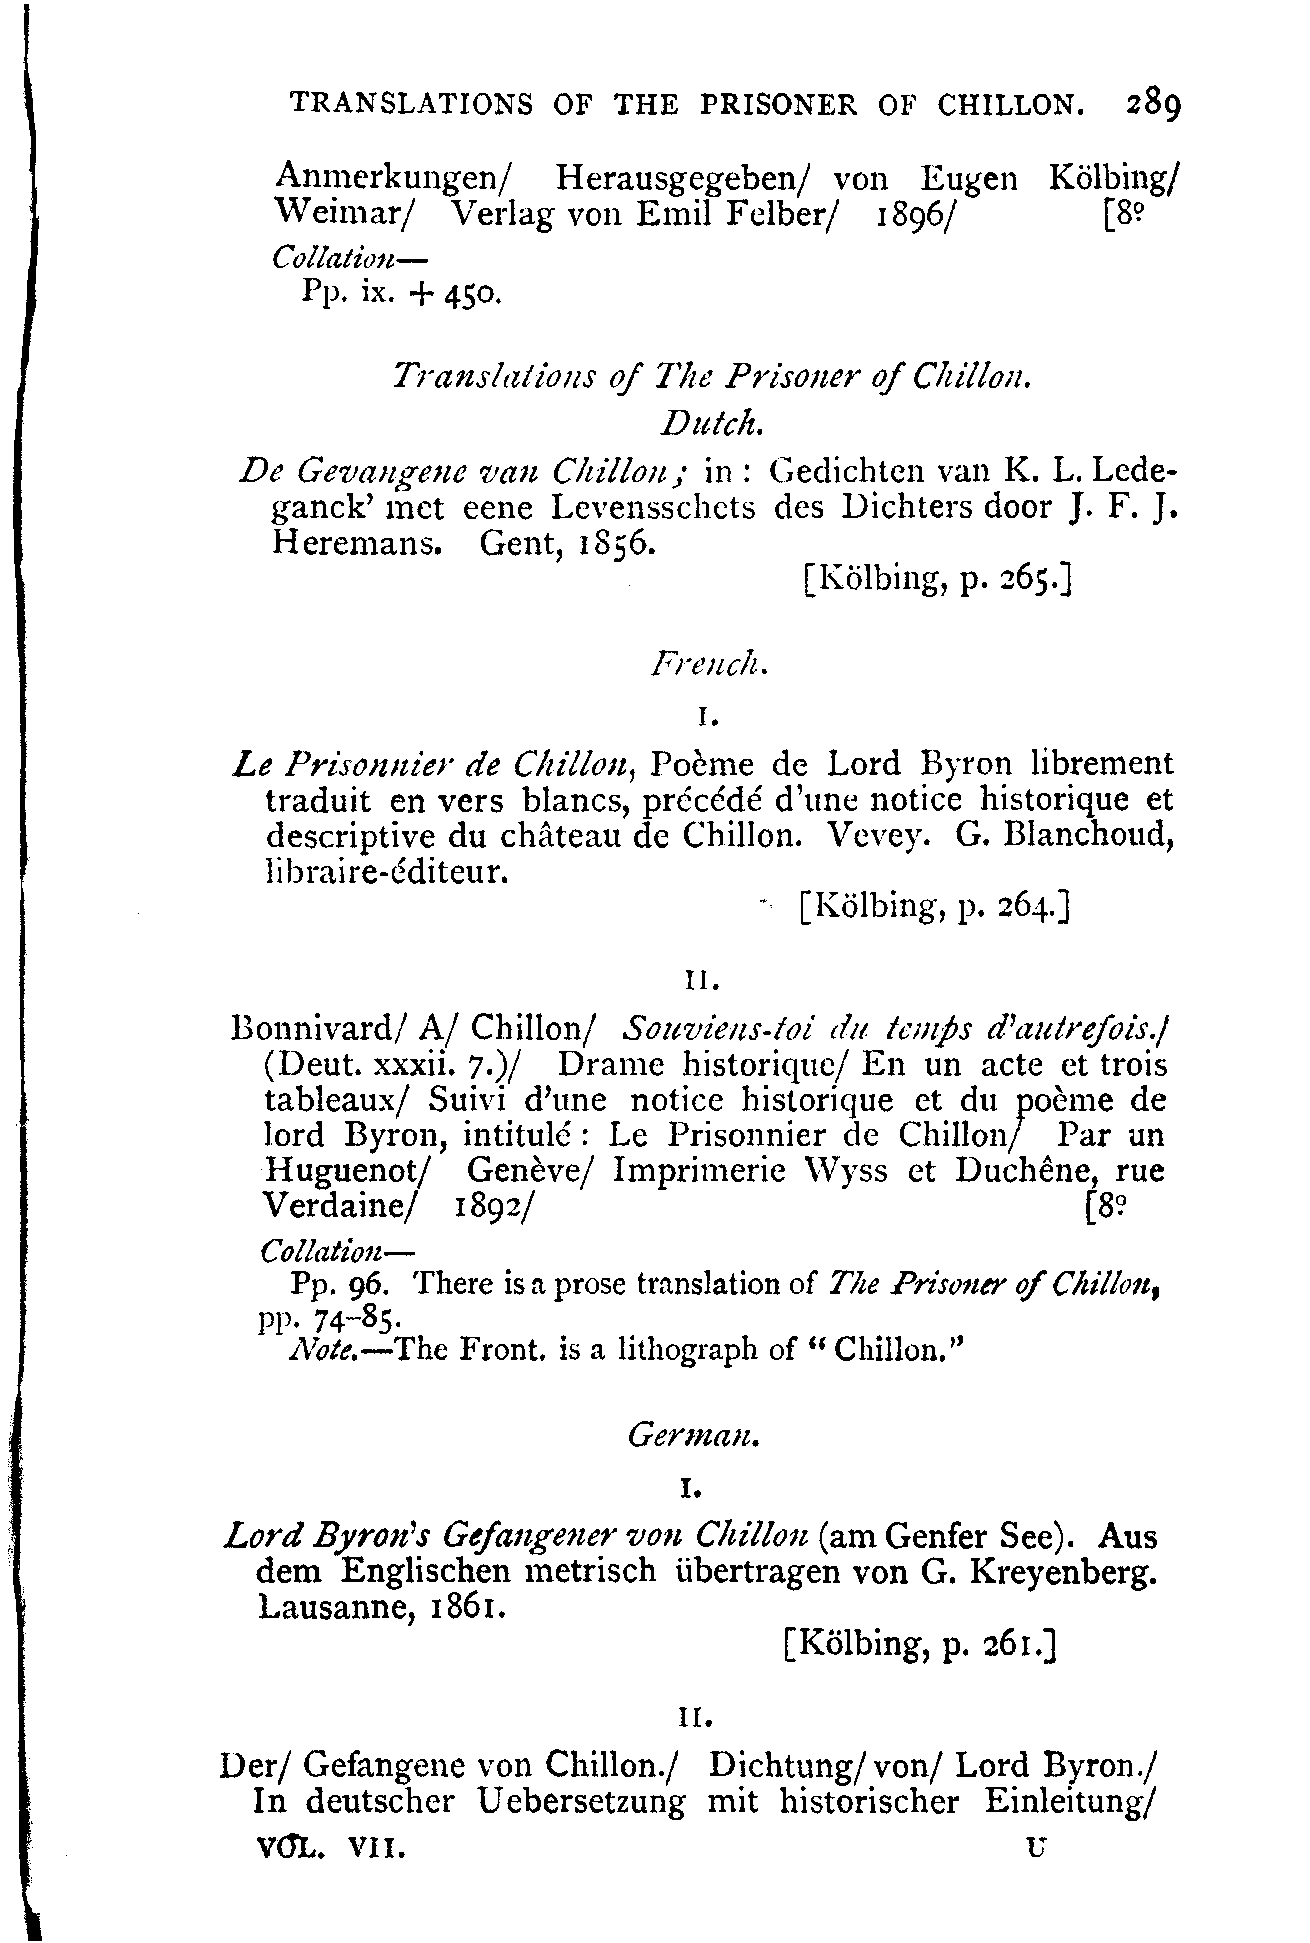 TRANSLATIONS OF THE PRISONER OF CHILLON. 289
Anmerkungen/ Herausgegeben/ von Eugen Kölbing/
Weimar/ Verlag von Emil Felber/ 1896/ [8º
Collation—
Pp. ix. + 450.
Translations of The Prisoner of Chillon.
Dutch.
De Gevangene van Chillon; in: Gedichten van K. L. Lede-
ganck' met eene Levensschets des Dichters door J. F. J.
Heremans. Gent, 1856.
[Kölbing, p. 265.]
French.
I.
Le Prisonnier de Chillon, Poème de Lord Byron librement
traduit en vers blancs, précédé d'une notice historique et
descriptive du château de Chillon. Vevey. G. Blanchoud,
libraire-éditeur.
[Kölbing, p. 264.]
II.
Bonnivard/ A/ Chillon/ Souviens-toi du temps d'autrefois./
(Deut. xxxii. 7.)/ Drame historique/ En un acte et trois
tableaux/ Suivi d'une notice historique et du poème de
lord Byron, intitulé: Le Prisonnier de Chillon/ Par un
Huguenot/ Genève/ Imprimerie Wyss et Duchêne, rue
Verdaine/ 1892/ [8º
Collation—
Pp. 96. There is a prose translation of The Prisoner of Chillon,
pp. 74–85.
Note.—The Front. is a lithograph of "Chillon."
German.
I.
Lord Byron's Gefangener von Chillon (am Genfer See). Aus
dem Englischen metrisch übertragen von G. Kreyenberg.
Lausanne, 1861.
[Kölbing, p. 261.]
II.
Der/ Gefangene von Chillon./ Dichtung/ von/ Lord Byron./
In deutscher Uebersetzung mit historischer Einleitung/
VOL. VII. U